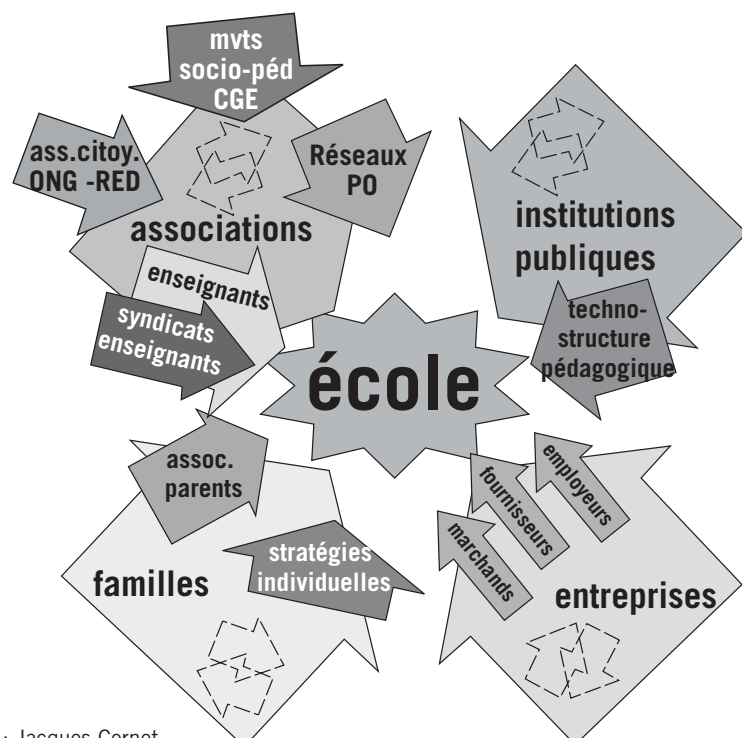 mvts
socio-péd
CGE
ass.citoy.
ONG -RED
Réseaux
PO
associations
enseignants
syndicats
enseignants
institutions
publiques
techno-
structure
pédagogique
école
assoc.
parents
stratégies
individuelles
familles
employeurs
fournisseurs
marchands
entreprises
: Jacques Cornet